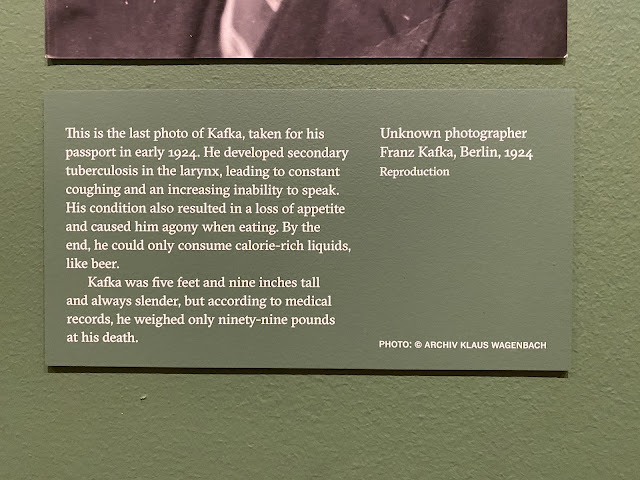 This is the last photo of Kafka, taken for his
passport in early 1924. He developed secondary
tuberculosis in the larynx, leading to constant
coughing and an increasing inability to speak.
His condition also resulted in a loss of appetite
and caused him agony when eating. By the
end, he could only consume calorie-rich liquids,
like beer.
Kafka was five feet and nine inches tall
and always slender, but according to medical
records, he weighed only ninety-nine pounds
at his death.
Unknown photographer
Franz Kafka, Berlin, 1924
Reproduction
PHOTO: © ARCHIV KLAUS WAGENBACH